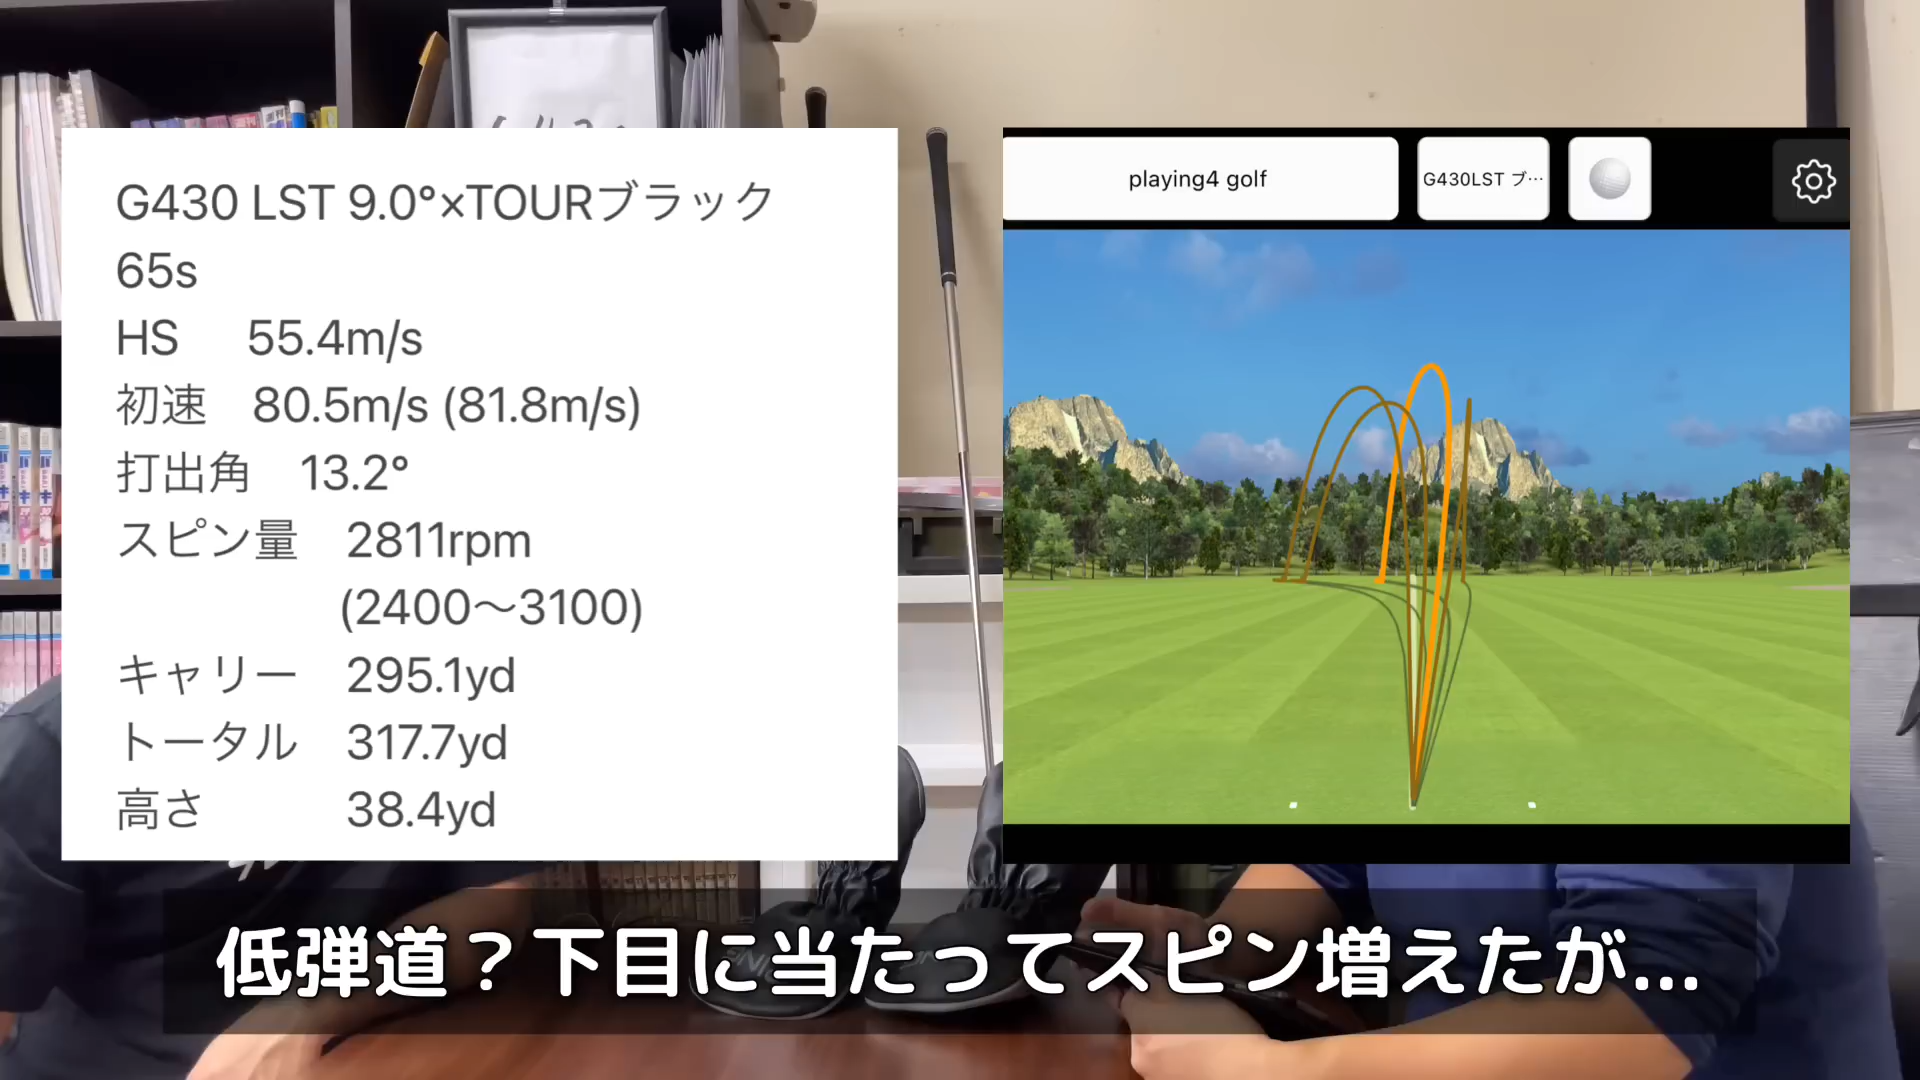 G430 LST 9.0°×TOURブラック
65s
HS 55.4m/s
初速 80.5m/s (81.8m/s)
打出角 13.2°
スピン量 2811rpm
(2400〜3100)
キャリー 295.1yd
トータル 317.7yd
高さ 38.4yd
playing4 golf
G430LST ブ…
低弾道？下目に当たってスピン増えたが...